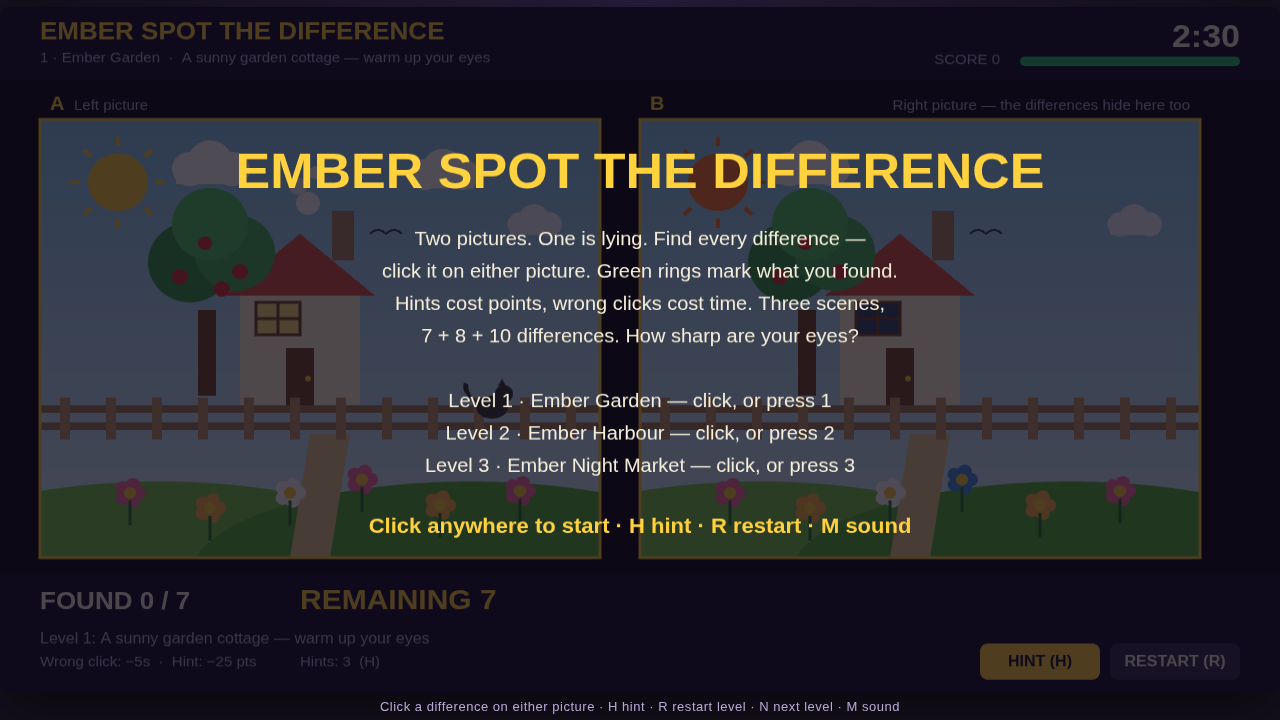 EMBER SPOT THE DIFFERENCE
1 · Ember Garden · A sunny garden cottage — warm up your eyes
2:30
SCORE 0
A Left picture
B Right picture — the differences hide here too
EMBER SPOT THE DIFFERENCE
Two pictures. One is lying. Find every difference —
click it on either picture. Green rings mark what you found.
Hints cost points, wrong clicks cost time. Three scenes,
7 + 8 + 10 differences. How sharp are your eyes?
Level 1 · Ember Garden — click, or press 1
Level 2 · Ember Harbour — click, or press 2
Level 3 · Ember Night Market — click, or press 3
Click anywhere to start · H hint · R restart · M sound
FOUND 0 / 7 REMAINING 7
Level 1: A sunny garden cottage — warm up your eyes
Wrong click: −5s · Hint: −25 pts Hints: 3 (H)
HINT (H) RESTART (R)
Click a difference on either picture · H hint · R restart level · N next level · M sound